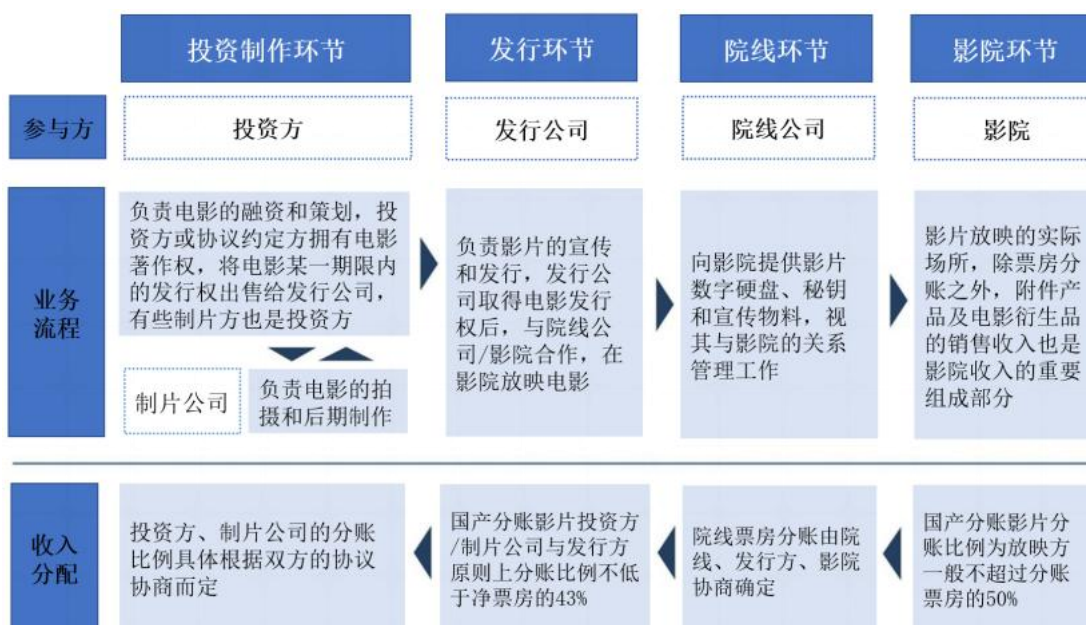 投资制作环节
发行环节
院线环节
影院环节
参与方
投资方
发行公司
院线公司
影院
业务
流程
负责电影的融资和策划，投
资方或协议约定方拥有电影
著作权，将电影某一期限内
的发行权出售给发行公司，
有些制片方也是投资方
制片公司
负责电影的拍
摄和后期制作
负责影片的宣传
和发行，发行公
司取得电影发行
权后，与院线公
司/影院合作，在
影院放映电影
向影院提供影片
数字硬盘、秘钥
和宣传物料，视
其与影院的关系
管理工作
影片放映的实际
场所，除票房分
账之外，附件产
品及电影衍生品
的销售收入也是
影院收入的重要
组成部分
收入
分配
投资方、制片公司的分账
比例具体根据双方的协议
协商而定
国产分账影片投资方
/制片公司与发行方
原则上分账比例不低
于净票房的43%
院线票房分账由院
线、发行方、影院
协商确定
国产分账影片分
账比例为放映方
一般不超过分账
票房的50%